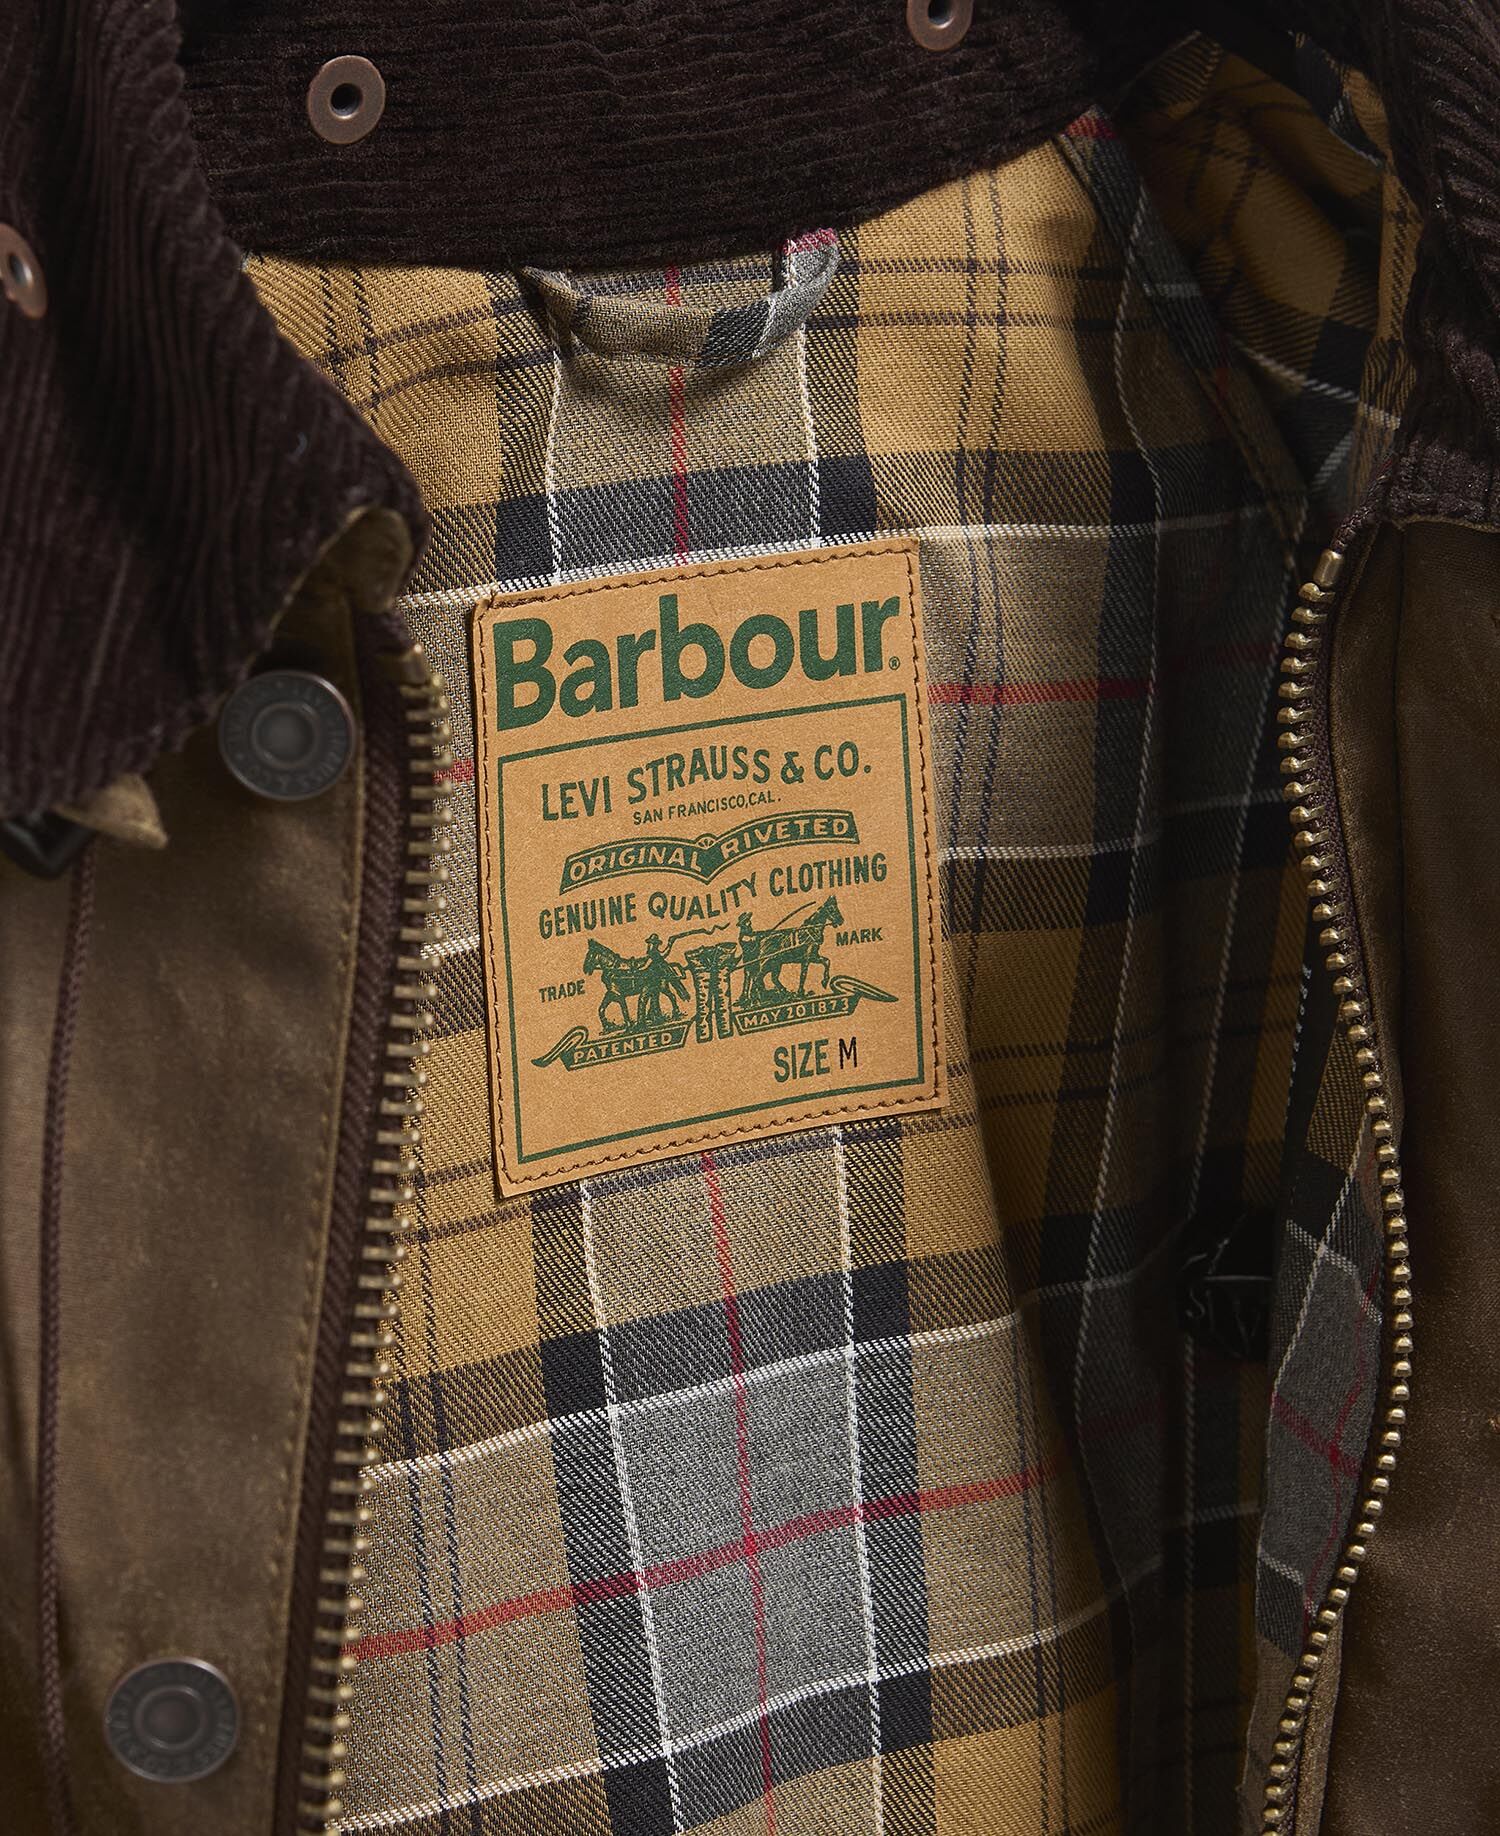 Barbour®
LEVI STRAUSS & CO.
SAN FRANCISCO, CAL.
ORIGINAL RIVETED
GENUINE QUALITY CLOTHING
TRADE MARK
PATENTED MAY 20 1873
SIZE M